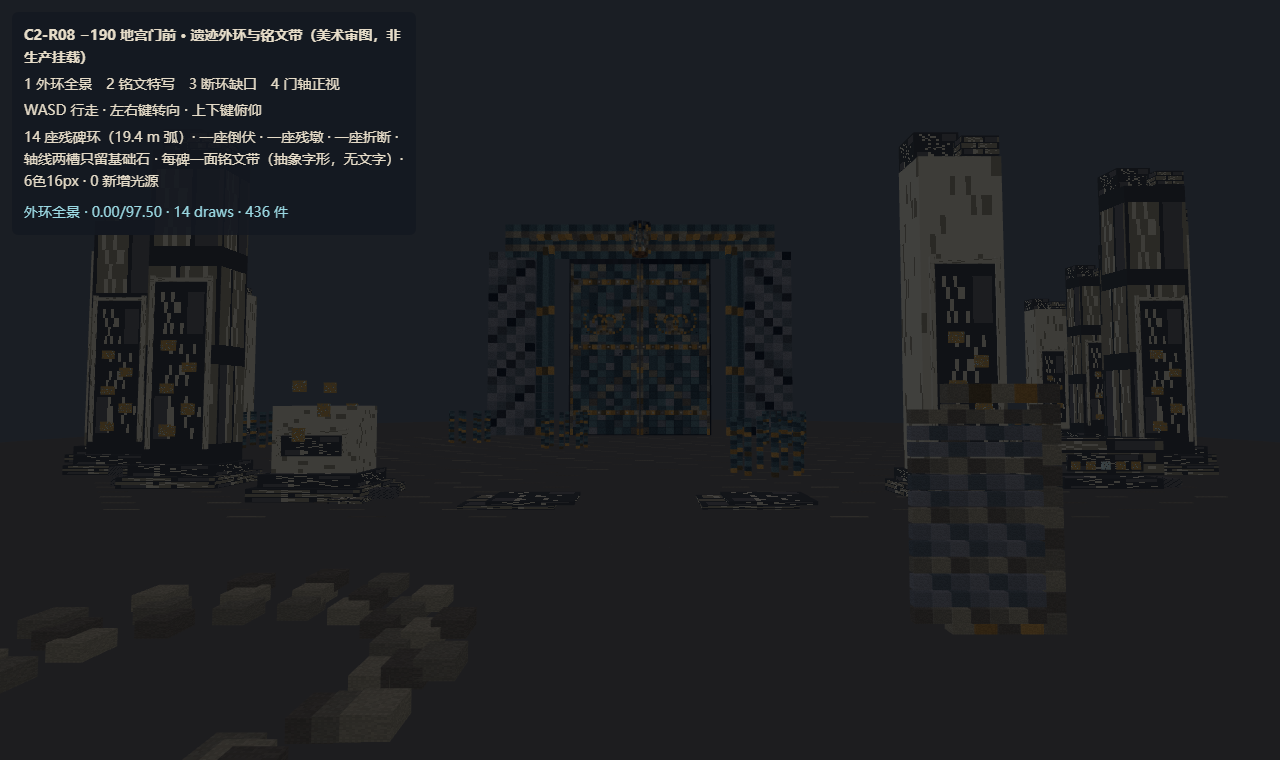 C2-R08 −190 地宫门前 • 遗迹外环与铭文带（美术审图，非
生产挂载）
1 外环全景 2 铭文特写 3 断环缺口 4 门轴正视
WASD 行走 · 左右键转向 · 上下键俯仰
14 座残碑环（19.4 m 弧）· 一座倒伏 · 一座残墩 · 一座折断 ·
轴线两槽只留基础石 · 每碑一面铭文带（抽象字形，无文字）·
6色16px · 0 新增光源
外环全景 · 0.00/97.50 · 14 draws · 436 件